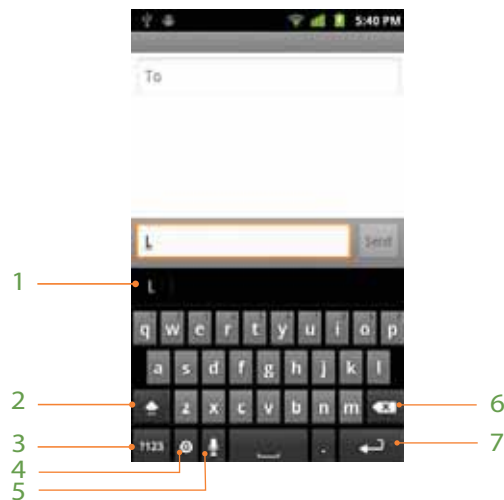 5:40 PM
To
L
Send
1
L
q w e r t y u i o p
a s d f g h j k l
2
z x c v b n m
6
3
?123
.
7
4
5